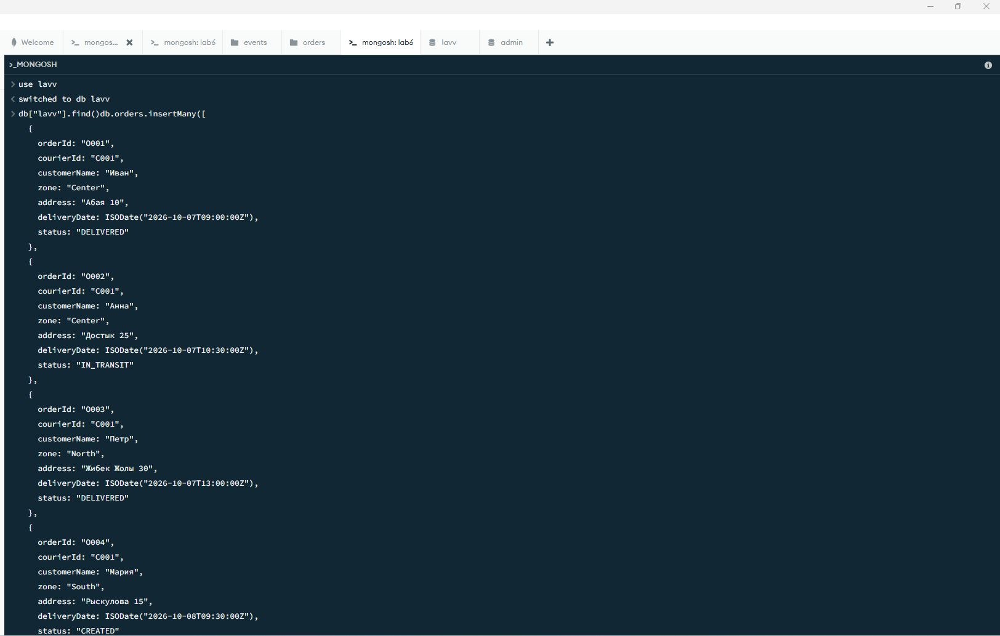 Welcome
mongos...
mongosh: lab6
events
orders
mongosh: lab6
lavv
admin
>_MONGOSH
> use lavv
< switched to db lavv
> db["lavv"].find()db.orders.insertMany([
{
orderId: "O001",
courierId: "C001",
customerName: "Иван",
zone: "Center",
address: "Абая 10",
deliveryDate: ISODate("2026-10-07T09:00:00Z"),
status: "DELIVERED"
},
{
orderId: "O002",
courierId: "C001",
customerName: "Анна",
zone: "Center",
address: "Достык 25",
deliveryDate: ISODate("2026-10-07T10:30:00Z"),
status: "IN_TRANSIT"
},
{
orderId: "O003",
courierId: "C001",
customerName: "Петр",
zone: "North",
address: "Жибек Жолы 30",
deliveryDate: ISODate("2026-10-07T13:00:00Z"),
status: "DELIVERED"
},
{
orderId: "O004",
courierId: "C001",
customerName: "Мария",
zone: "South",
address: "Рыскулова 15",
deliveryDate: ISODate("2026-10-08T09:30:00Z"),
status: "CREATED"